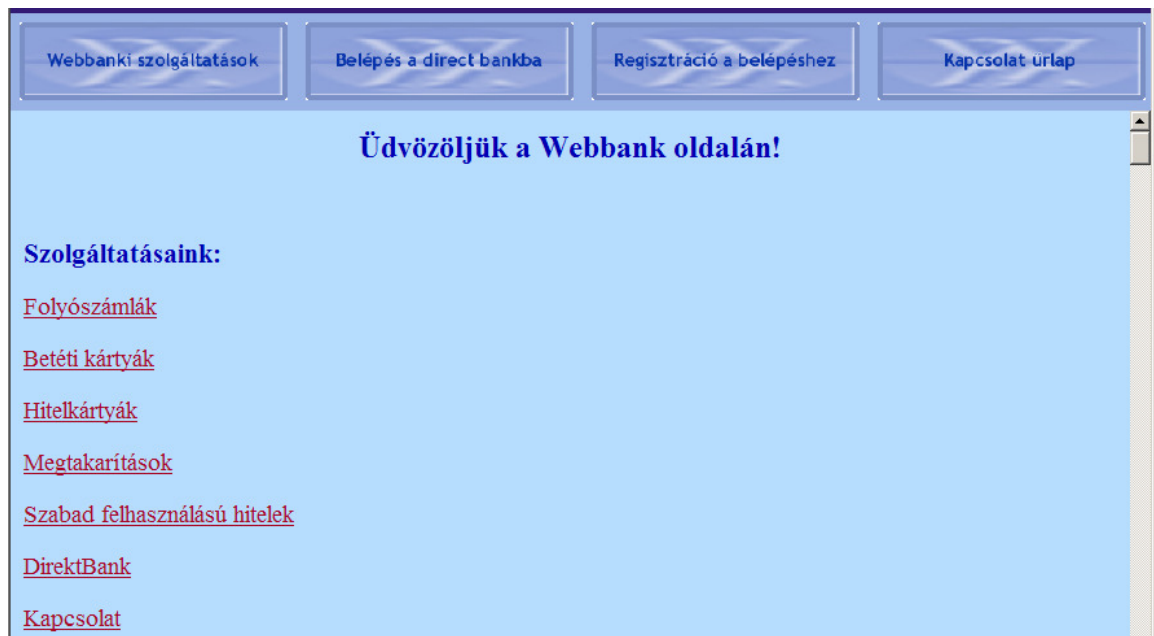 Webbanki szolgáltatások
Belépés a direct bankba
Regisztráció a belépéshez
Kapcsolat űrlap
Üdvözöljük a Webbank oldalán!
Szolgáltatásaink:
Folyószámlák
Betéti kártyák
Hitelkártyák
Megtakarítások
Szabad felhasználású hitelek
DirektBank
Kapcsolat